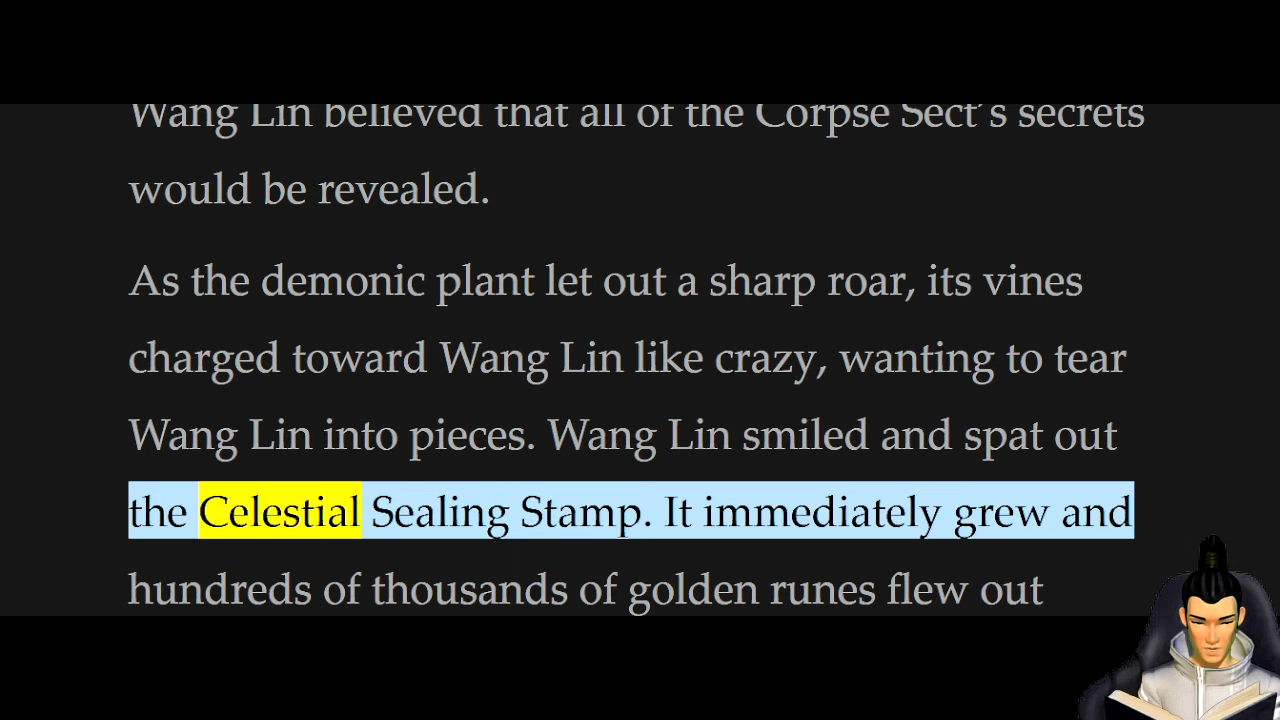 Wang Lin believed that all of the Corpse Sect’s secrets
would be revealed.
As the demonic plant let out a sharp roar, its vines
charged toward Wang Lin like crazy, wanting to tear
Wang Lin into pieces. Wang Lin smiled and spat out
the Celestial Sealing Stamp. It immediately grew and
hundreds of thousands of golden runes flew out